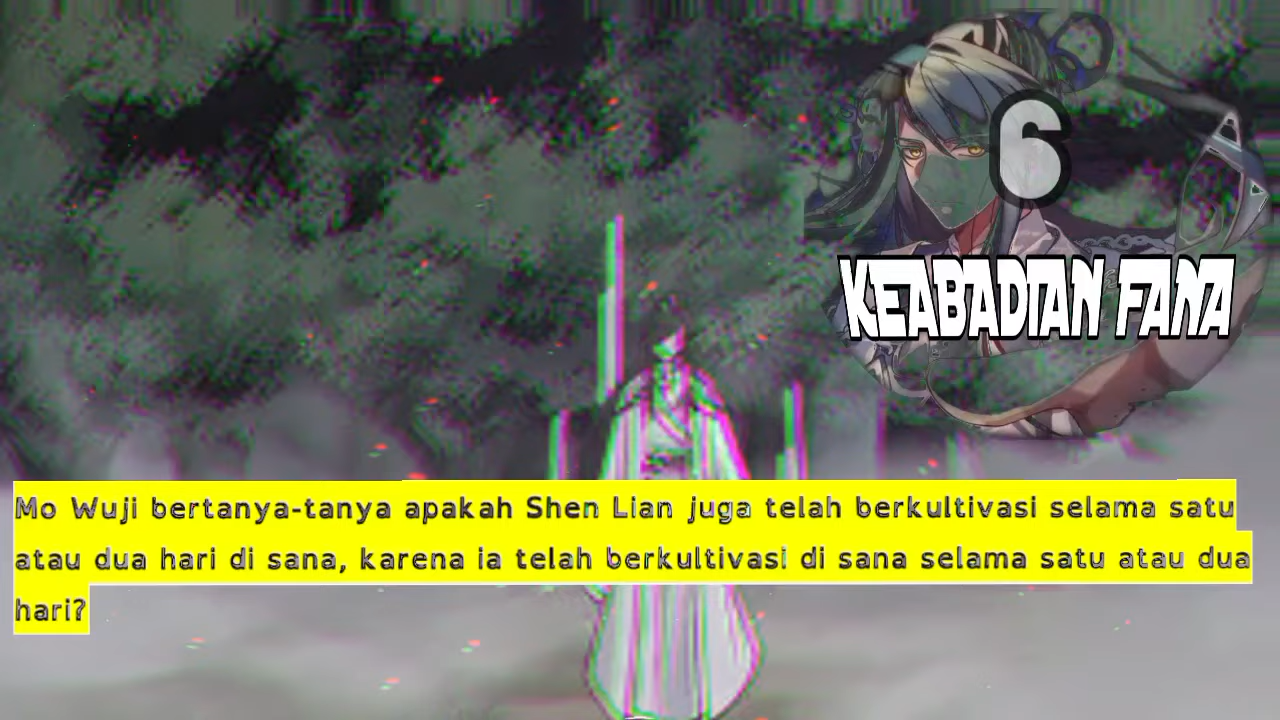 6
KEABADIAN FANA
Mo Wuji bertanya-tanya apakah Shen Lian juga telah berkultivasi selama satu
atau dua hari di sana, karena ia telah berkultivasi di sana selama satu atau dua
hari?